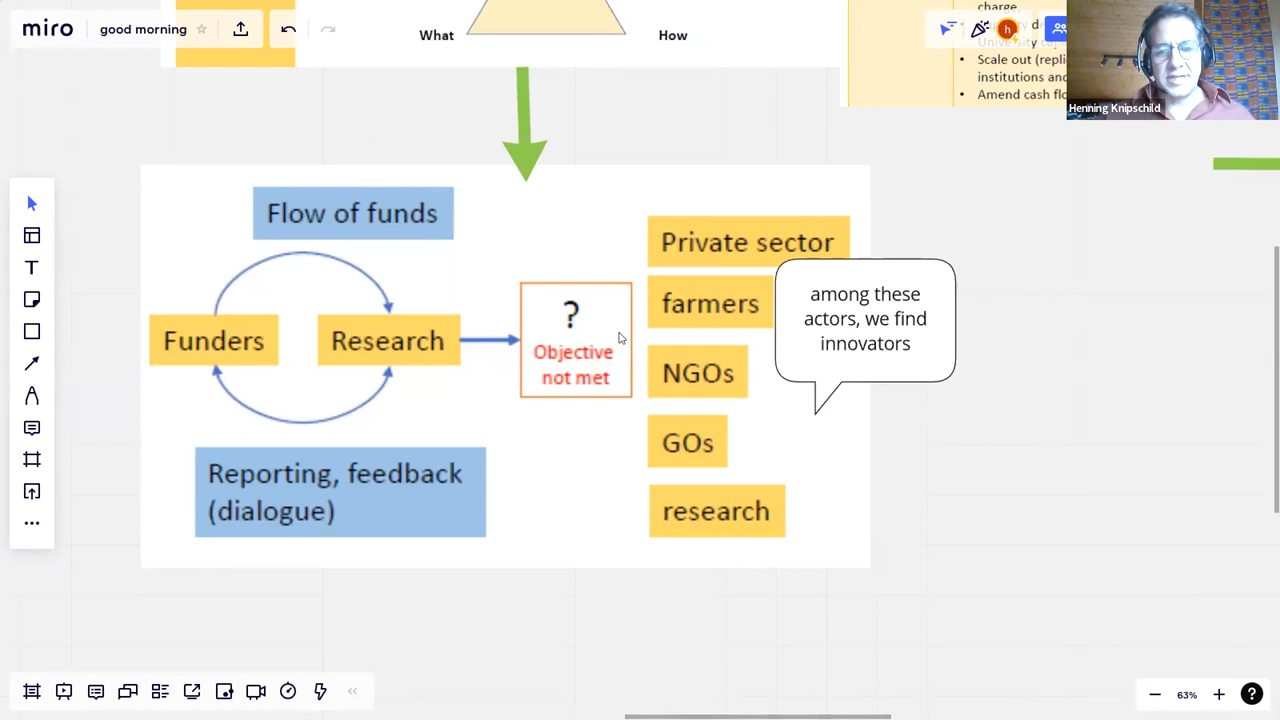 miro
good morning
What
How
h
charge.
Scale out (repli
institutions and
Amend cash flo
Henning Knipschild
Flow of funds
Private sector
farmers
among these
actors, we find
innovators
Funders
Research
?
Objective
not met
NGOs
GOs
Reporting, feedback
(dialogue)
research
63%
?